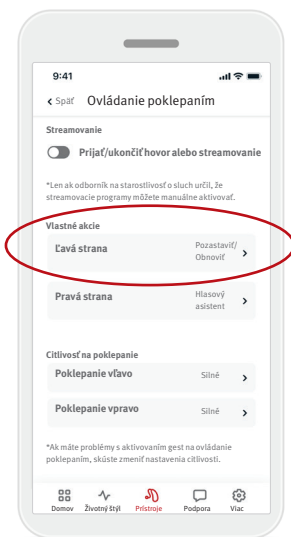 9:41
Späť Ovládanie poklepaním
Streamovanie
Prijať/ukončiť hovor alebo streamovanie
*Len ak odborník na starostlivosť o sluch určil, že
streamovacie programy môžete manuálne aktivovať.
Vlastné akcie
Ľavá strana Pozastaviť/
Obnoviť
Pravá strana Hlasový
asistent
Citlivosť na poklepanie
Poklepanie vľavo Silné
Poklepanie vpravo Silné
*Ak máte problémy s aktivovaním gest na ovládanie
poklepaním, skúste zmeniť nastavenia citlivosti.
Domov Životný štýl Prístroje Podpora Viac